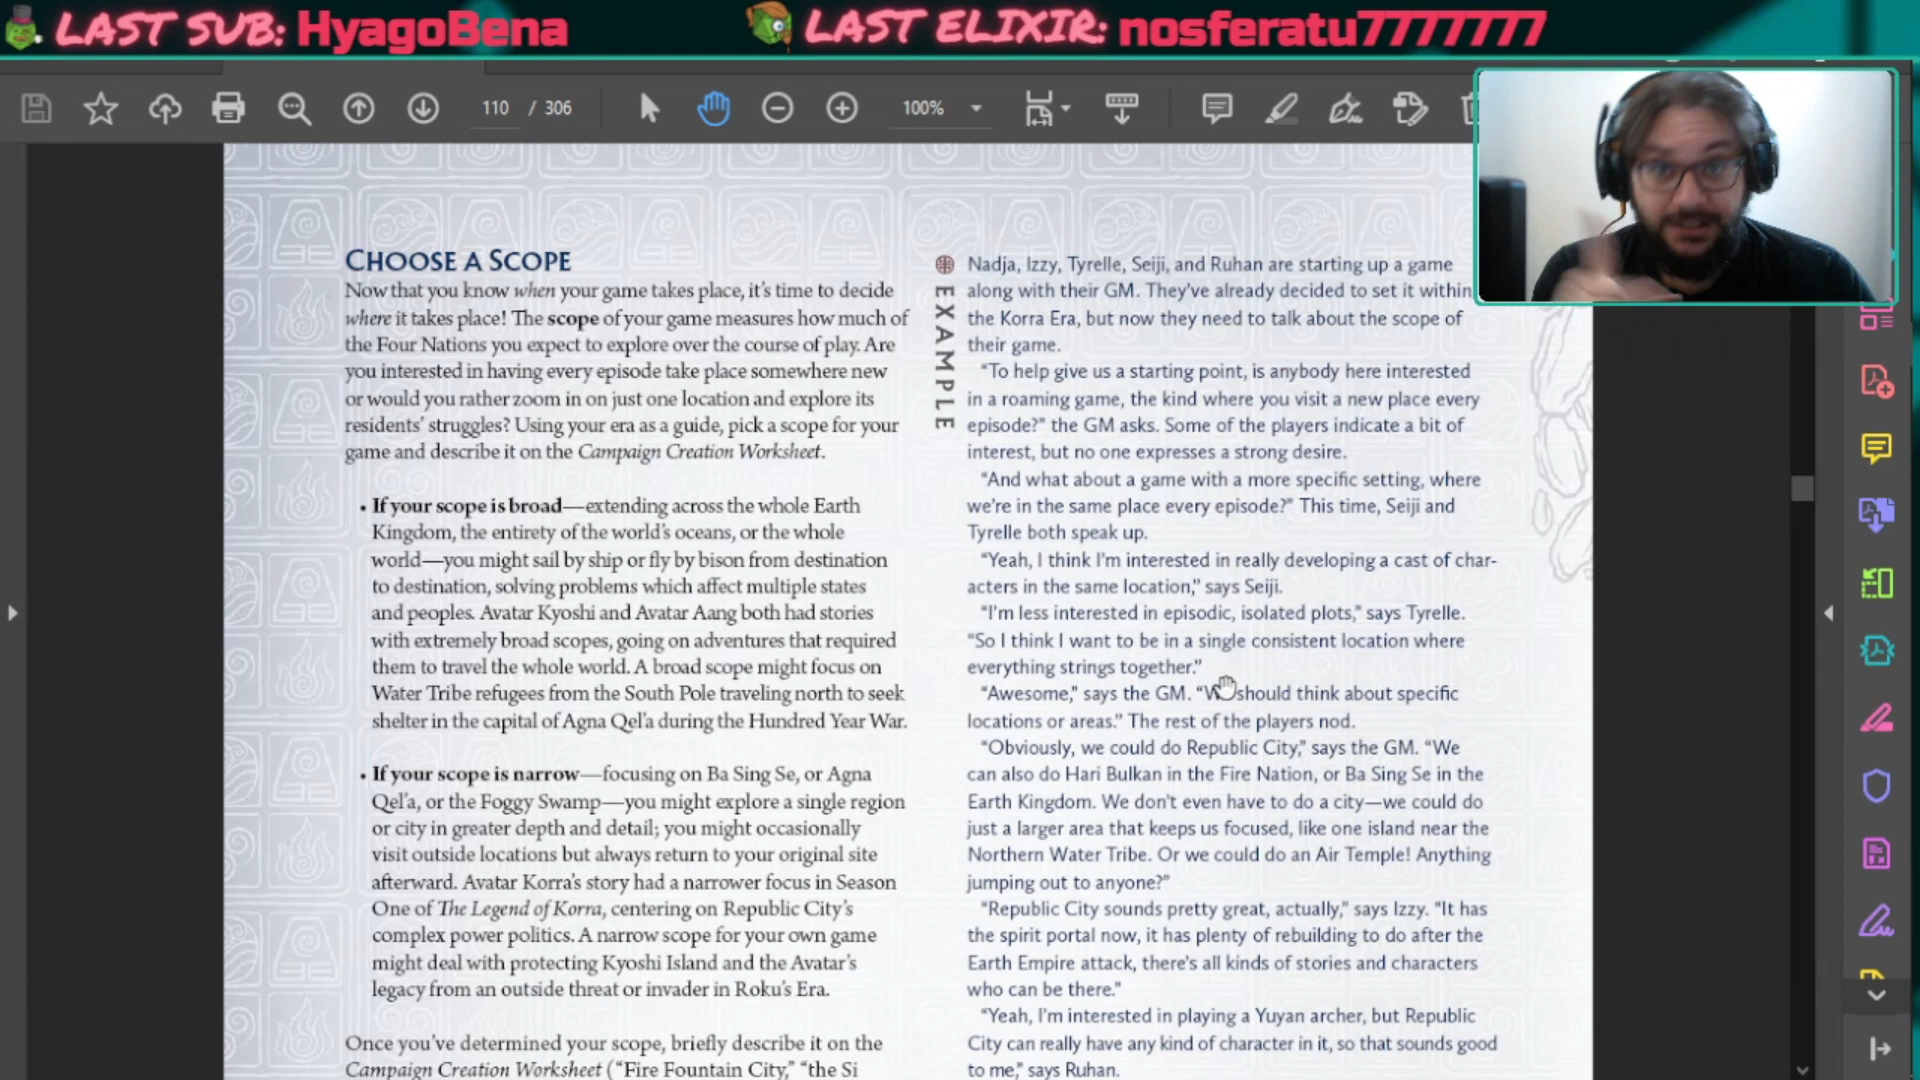 LAST SUB: HyagoBena
LAST ELIXIR: nosferatu7777777
110 / 306
100%
CHOOSE A SCOPE
Now that you know when your game takes place, it's time to decide
where it takes place! The scope of your game measures how much of
the Four Nations you expect to explore over the course of play. Are
you interested in having every episode take place somewhere new
or would you rather zoom in on just one location and explore its
residents' struggles? Using your era as a guide, pick a scope for your
game and describe it on the Campaign Creation Worksheet.
• If your scope is broad—extending across the whole Earth
Kingdom, the entirety of the world's oceans, or the whole
world—you might sail by ship or fly by bison from destination
to destination, solving problems which affect multiple states
and peoples. Avatar Kyoshi and Avatar Aang both had stories
with extremely broad scopes, going on adventures that required
them to travel the whole world. A broad scope might focus on
Water Tribe refugees from the South Pole traveling north to seek
shelter in the capital of Agna Qel'a during the Hundred Year War.
• If your scope is narrow—focusing on Ba Sing Se, or Agna
Qel'a, or the Foggy Swamp—you might explore a single region
or city in greater depth and detail; you might occasionally
visit outside locations but always return to your original site
afterward. Avatar Korra's story had a narrower focus in Season
One of The Legend of Korra, centering on Republic City's
complex power politics. A narrow scope for your own game
might deal with protecting Kyoshi Island and the Avatar's
legacy from an outside threat or invader in Roku's Era.
Once you've determined your scope, briefly describe it on the
Campaign Creation Worksheet ("Fire Fountain City," "the Si
EXAMPLE
Nadja, Izzy, Tyrelle, Seiji, and Ruhan are starting up a game
along with their GM. They've already decided to set it within
the Korra Era, but now they need to talk about the scope of
their game.
"To help give us a starting point, is anybody here interested
in a roaming game, the kind where you visit a new place every
episode?" the GM asks. Some of the players indicate a bit of
interest, but no one expresses a strong desire.
"And what about a game with a more specific setting, where
we're in the same place every episode?" This time, Seiji and
Tyrelle both speak up.
"Yeah, I think I'm interested in really developing a cast of char-
acters in the same location," says Seiji.
"I'm less interested in episodic, isolated plots," says Tyrelle.
"So I think I want to be in a single consistent location where
everything strings together."
"Awesome," says the GM. "W should think about specific
locations or areas." The rest of the players nod.
"Obviously, we could do Republic City," says the GM. "We
can also do Hari Bulkan in the Fire Nation, or Ba Sing Se in the
Earth Kingdom. We don't even have to do a city—we could do
just a larger area that keeps us focused, like one island near the
Northern Water Tribe. Or we could do an Air Temple! Anything
jumping out to anyone?"
"Republic City sounds pretty great, actually," says Izzy. "It has
the spirit portal now, it has plenty of rebuilding to do after the
Earth Empire attack, there's all kinds of stories and characters
who can be there."
"Yeah, I'm interested in playing a Yuyan archer, but Republic
City can really have any kind of character in it, so that sounds good
to me," says Ruhan.